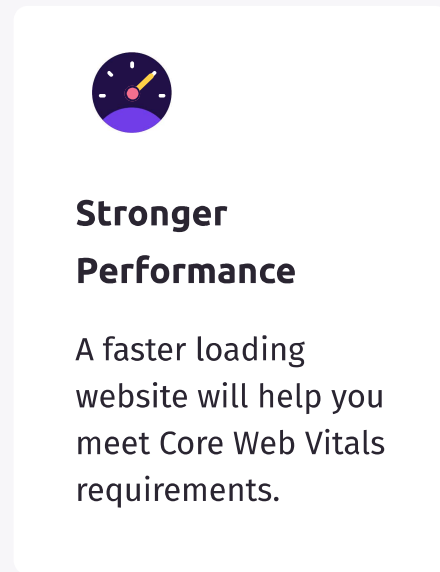 Stronger
Performance
A faster loading
website will help you
meet Core Web Vitals
requirements.